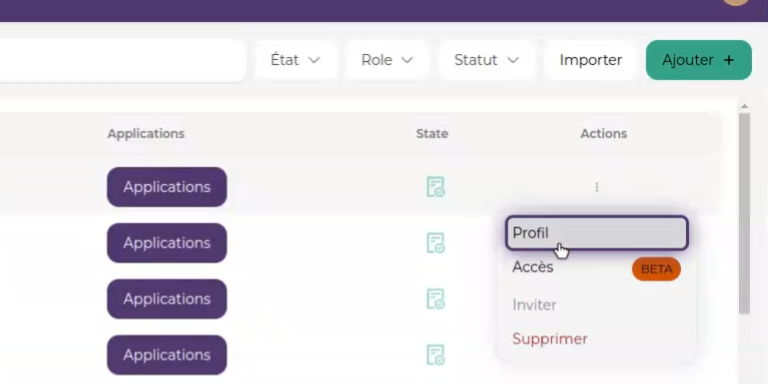 État Role Statut Importer Ajouter +
Applications State Actions
Applications
Profil
Applications
Accès BETA
Applications
Inviter
Supprimer
Applications